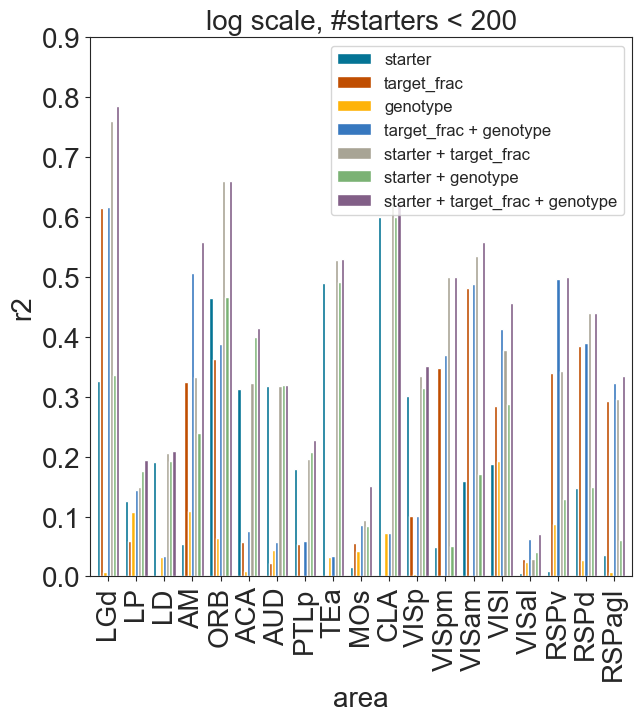 log scale, #starters < 200
0.9
0.8
0.7
0.6
0.5
0.4
0.3
0.2
0.1
0.0
r2
starter
target_frac
genotype
target_frac + genotype
starter + target_frac
starter + genotype
starter + target_frac + genotype
LGd
LP
LD
AM
ORB
ACA
AUD
PTLp
TEa
MOs
CLA
VISp
VISpm
VISam
VISl
VISal
RSPv
RSPd
RSPagl
area